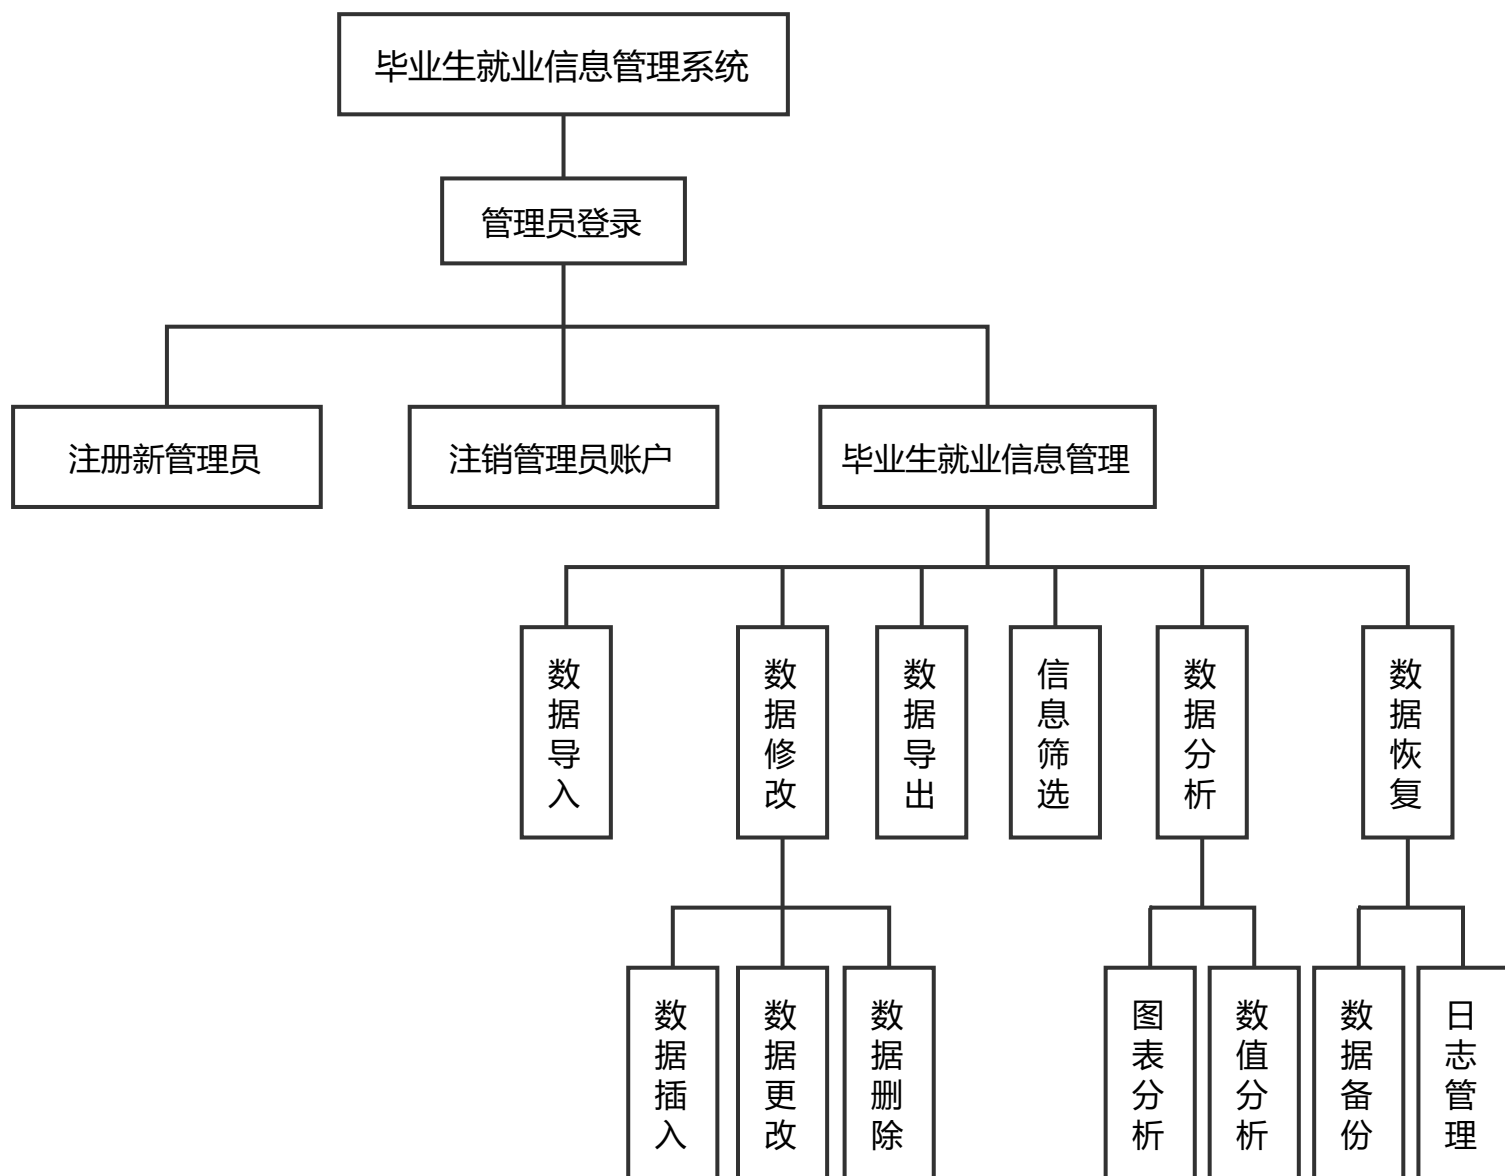 毕业生就业信息管理系统
管理员登录
注册新管理员
注销管理员账户
毕业生就业信息管理
数据导入
数据修改
数据导出
信息筛选
数据分析
数据恢复
数据插入
数据更改
数据删除
图表分析
数值分析
数据备份
日志管理